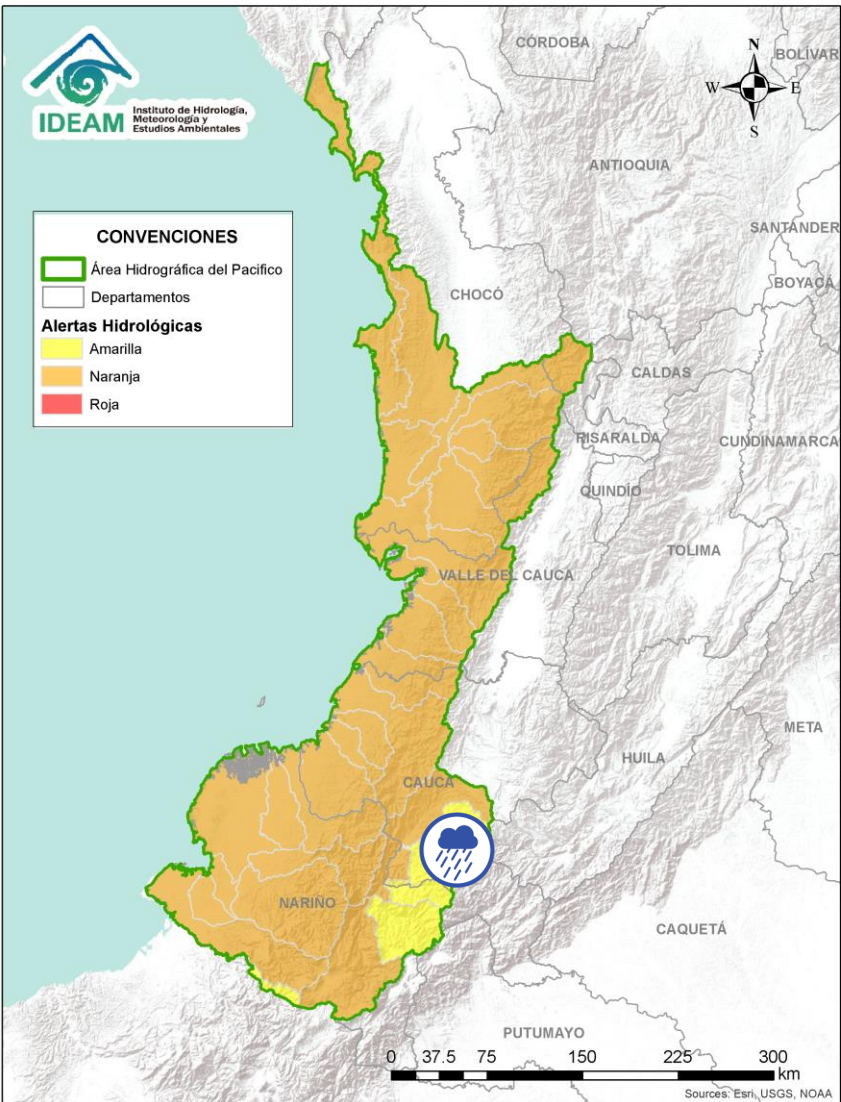 IDEAM
Instituto de Hidrología,
Meteorología y
Estudios Ambientales
N
W E
S
CÓRDOBA
BOLIVAR
ANTIOQUIA
SANTANDER
BOYACÁ
CHOCÓ
CALDAS
RISARALDA
CUNDINAMARCA
QUINDÍO
TOLIMA
VALLE DEL CAUCA
META
HUILA
CAUCA
NARIÑO
CAQUETÁ
PUTUMAYO
CONVENCIONES
Área Hidrográfica del Pacifico
Departamentos
Alertas Hidrológicas
Amarilla
Naranja
Roja
0 37.5 75 150 225 300
km
Sources: Esri, USGS, NOAA